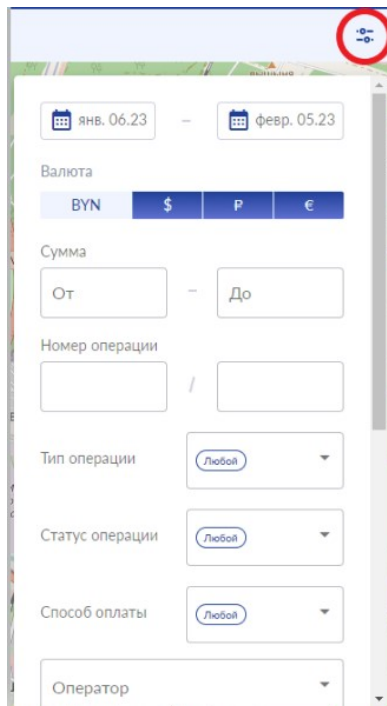 янв. 06.23 – февр. 05.23
Валюта
BYN $ ₽ €
Сумма
От – До
Номер операции
/
Тип операции Любой
Статус операции Любой
Способ оплаты Любой
Оператор